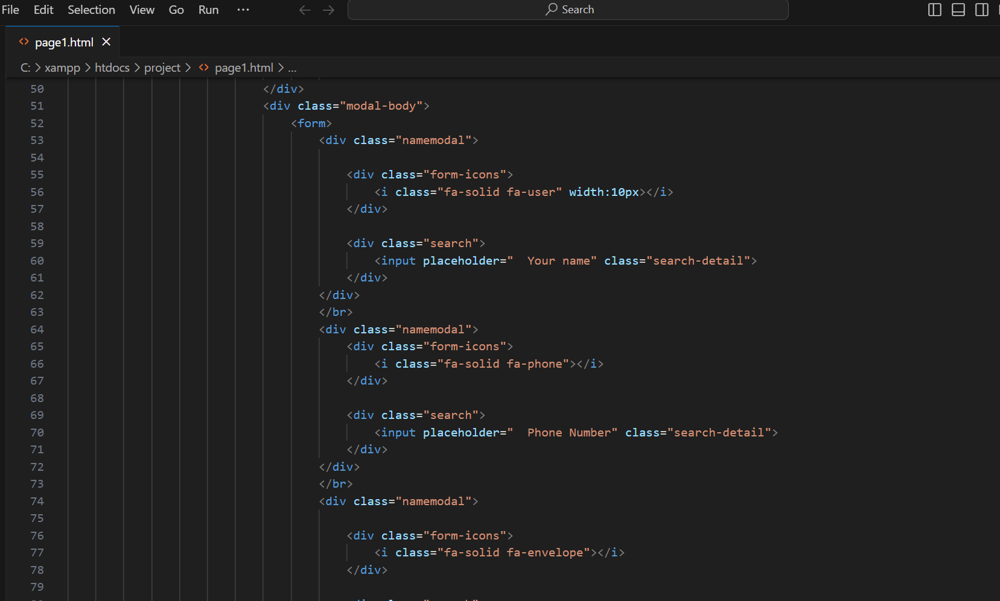 File Edit Selection View Go Run ··· ← → Search
page1.html ×
C: > xampp > htdocs > project > page1.html > ...
50 </div>
51 <div class="modal-body">
52 <form>
53 <div class="namemodal">
54
55 <div class="form-icons">
56 <i class="fa-solid fa-user" width:10px></i>
57 </div>
58
59 <div class="search">
60 <input placeholder="  Your name" class="search-detail">
61 </div>
62 </div>
63 </br>
64 <div class="namemodal">
65 <div class="form-icons">
66 <i class="fa-solid fa-phone"></i>
67 </div>
68
69 <div class="search">
70 <input placeholder="  Phone Number" class="search-detail">
71 </div>
72 </div>
73 </br>
74 <div class="namemodal">
75
76 <div class="form-icons">
77 <i class="fa-solid fa-envelope"></i>
78 </div>
79